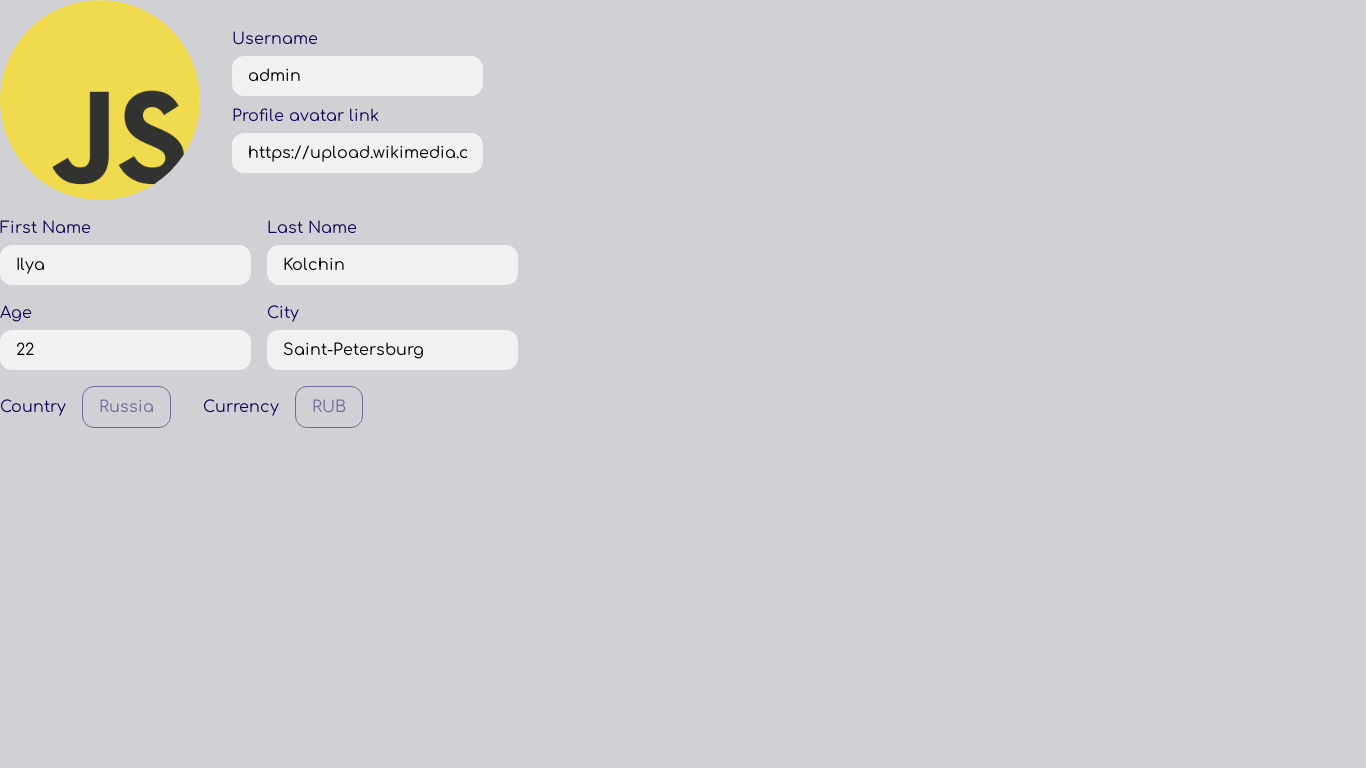 JS
Username
admin
Profile avatar link
https://upload.wikimedia.c
First Name
Last Name
Ilya
Kolchin
Age
City
22
Saint-Petersburg
Country Russia Currency RUB